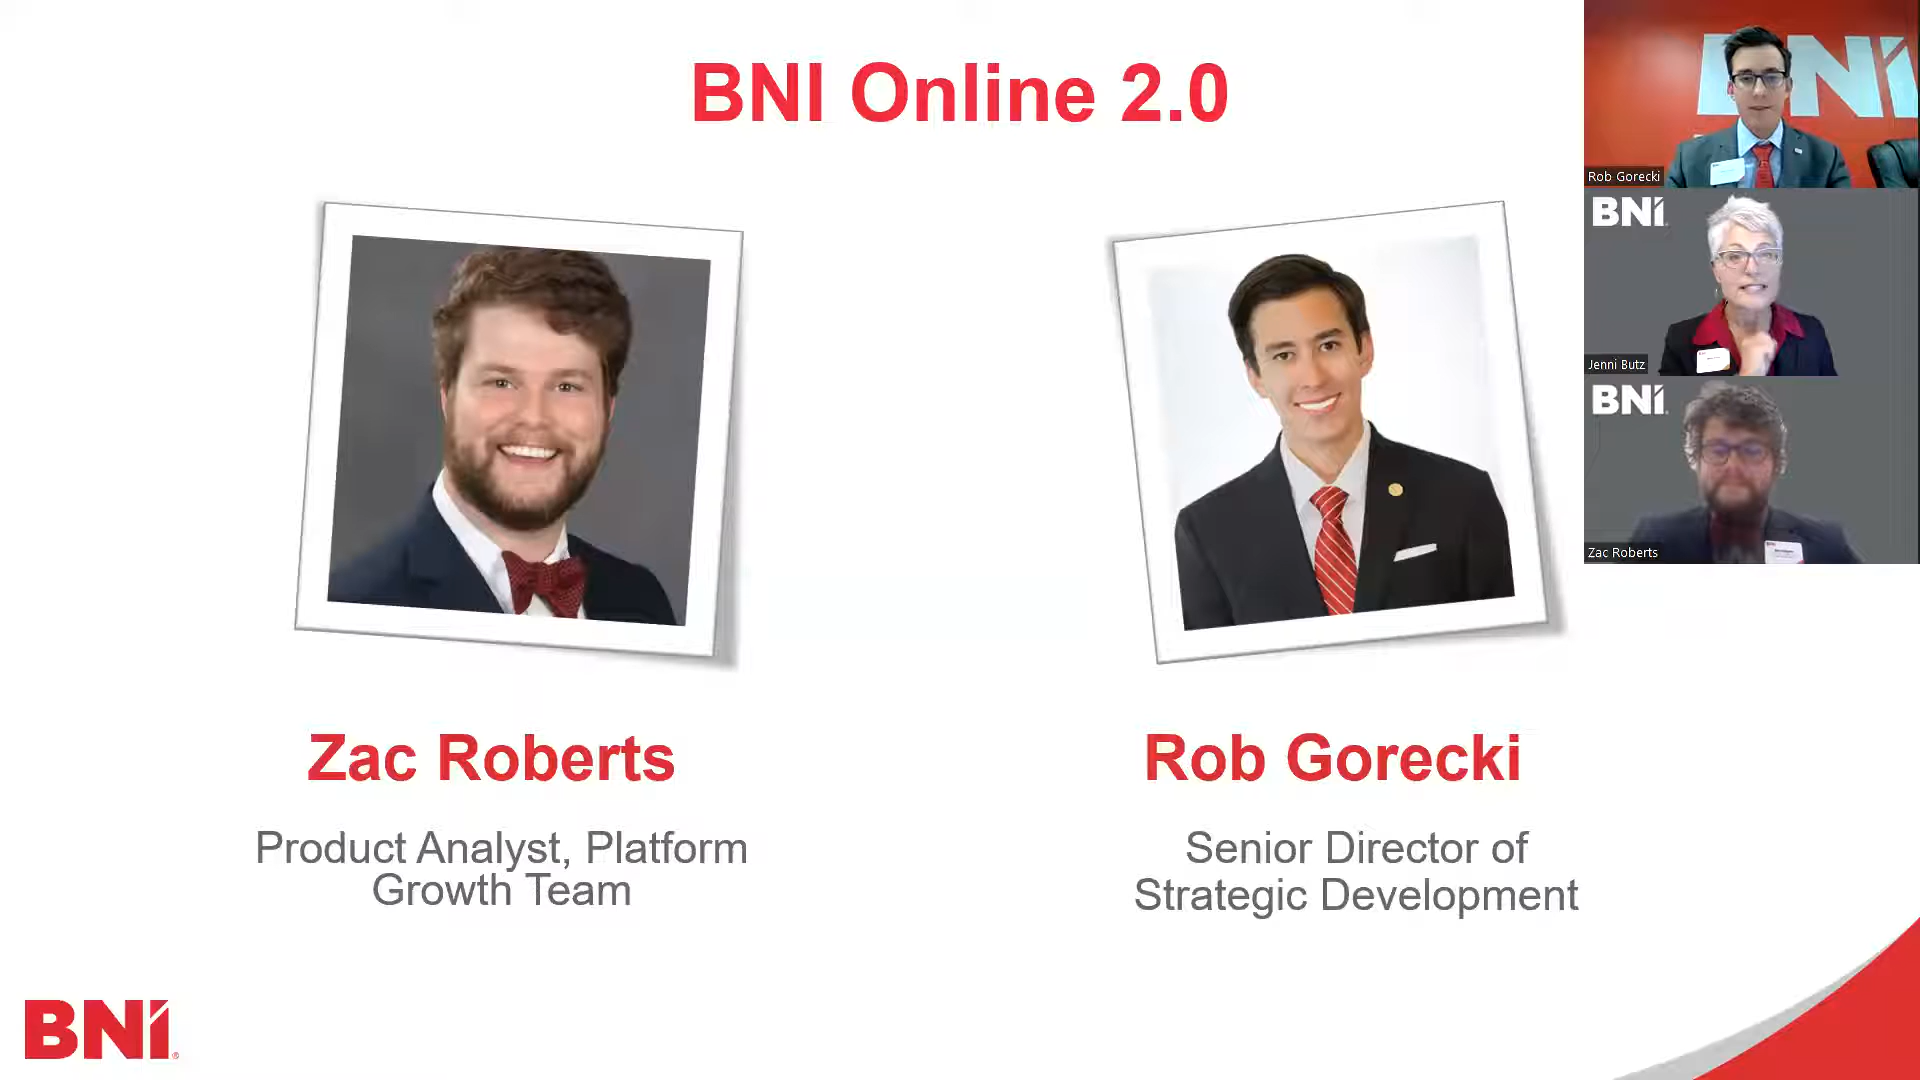 BNI Online 2.0
BNI
Rob Gorecki
BNI
Jenni Butz
BNI
Zac Roberts
Zac Roberts
Product Analyst, Platform
Growth Team
Rob Gorecki
Senior Director of
Strategic Development
BNI